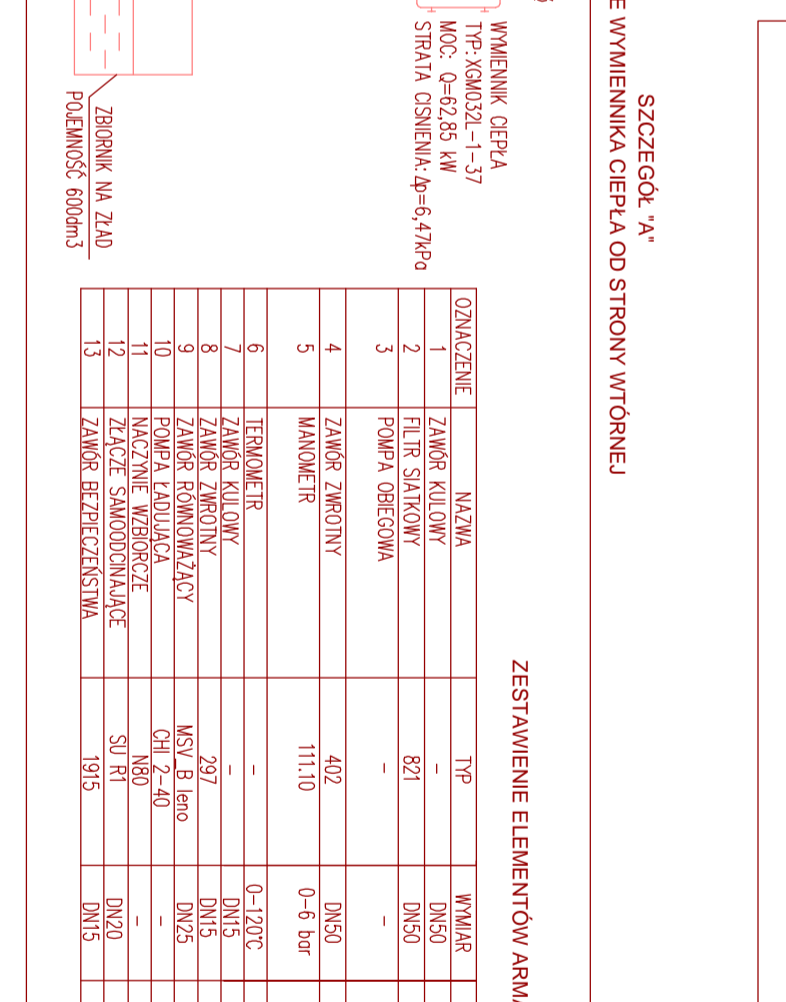 SZCZEGÓŁ "A"
E WYMIENNIKA CIEPŁA OD STRONY WTÓRNEJ
WYMIENNIK CIEPŁA
TYP:XGM032L-1-37
MOC: Q=62,85 kW
STRATA CISNIENIA: Δp=6,47kPa
ZBIORNIK NA ZŁAD
POJEMNOŚĆ 600dm3
ZESTAWIENIE ELEMENTÓW ARMA
OZNACZENIE NAZWA TYP WYMIAR
1 ZAWÓR KULOWY - DN50
2 FILTR SIATKOWY 821 DN50
3 POMPA OBIEGOWA - -
4 ZAWÓR ZWROTNY 402 DN50
5 MANOMETR 111.10 0-6 bar
6 TERMOMETR - 0-120°C
7 ZAWÓR KULOWY - DN15
8 ZAWÓR ZWROTNY 297 DN15
9 ZAWÓR RÓWNOWAŻĄCY MSV_B leno DN25
10 POMPA ŁADUJĄCA CHI 2-40 -
11 NACZYNIE WZBIORCZE N80 -
12 ZŁĄCZE SAMOODCINAJĄCE SU R1 DN20
13 ZAWÓR BEZPIECZEŃSTWA 1915 DN15